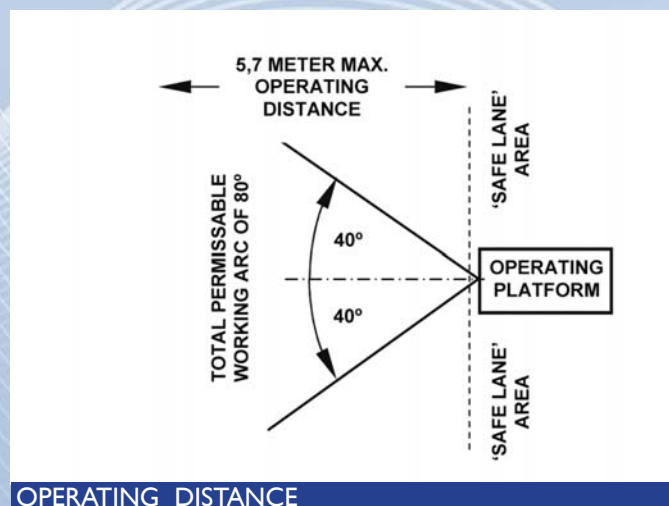 5,7 METER MAX.
OPERATING
DISTANCE
'SAFE LANE'
AREA
TOTAL PERMISSABLE
WORKING ARC OF 80º
40º
40º
OPERATING
PLATFORM
'SAFE LANE'
AREA
OPERATING DISTANCE